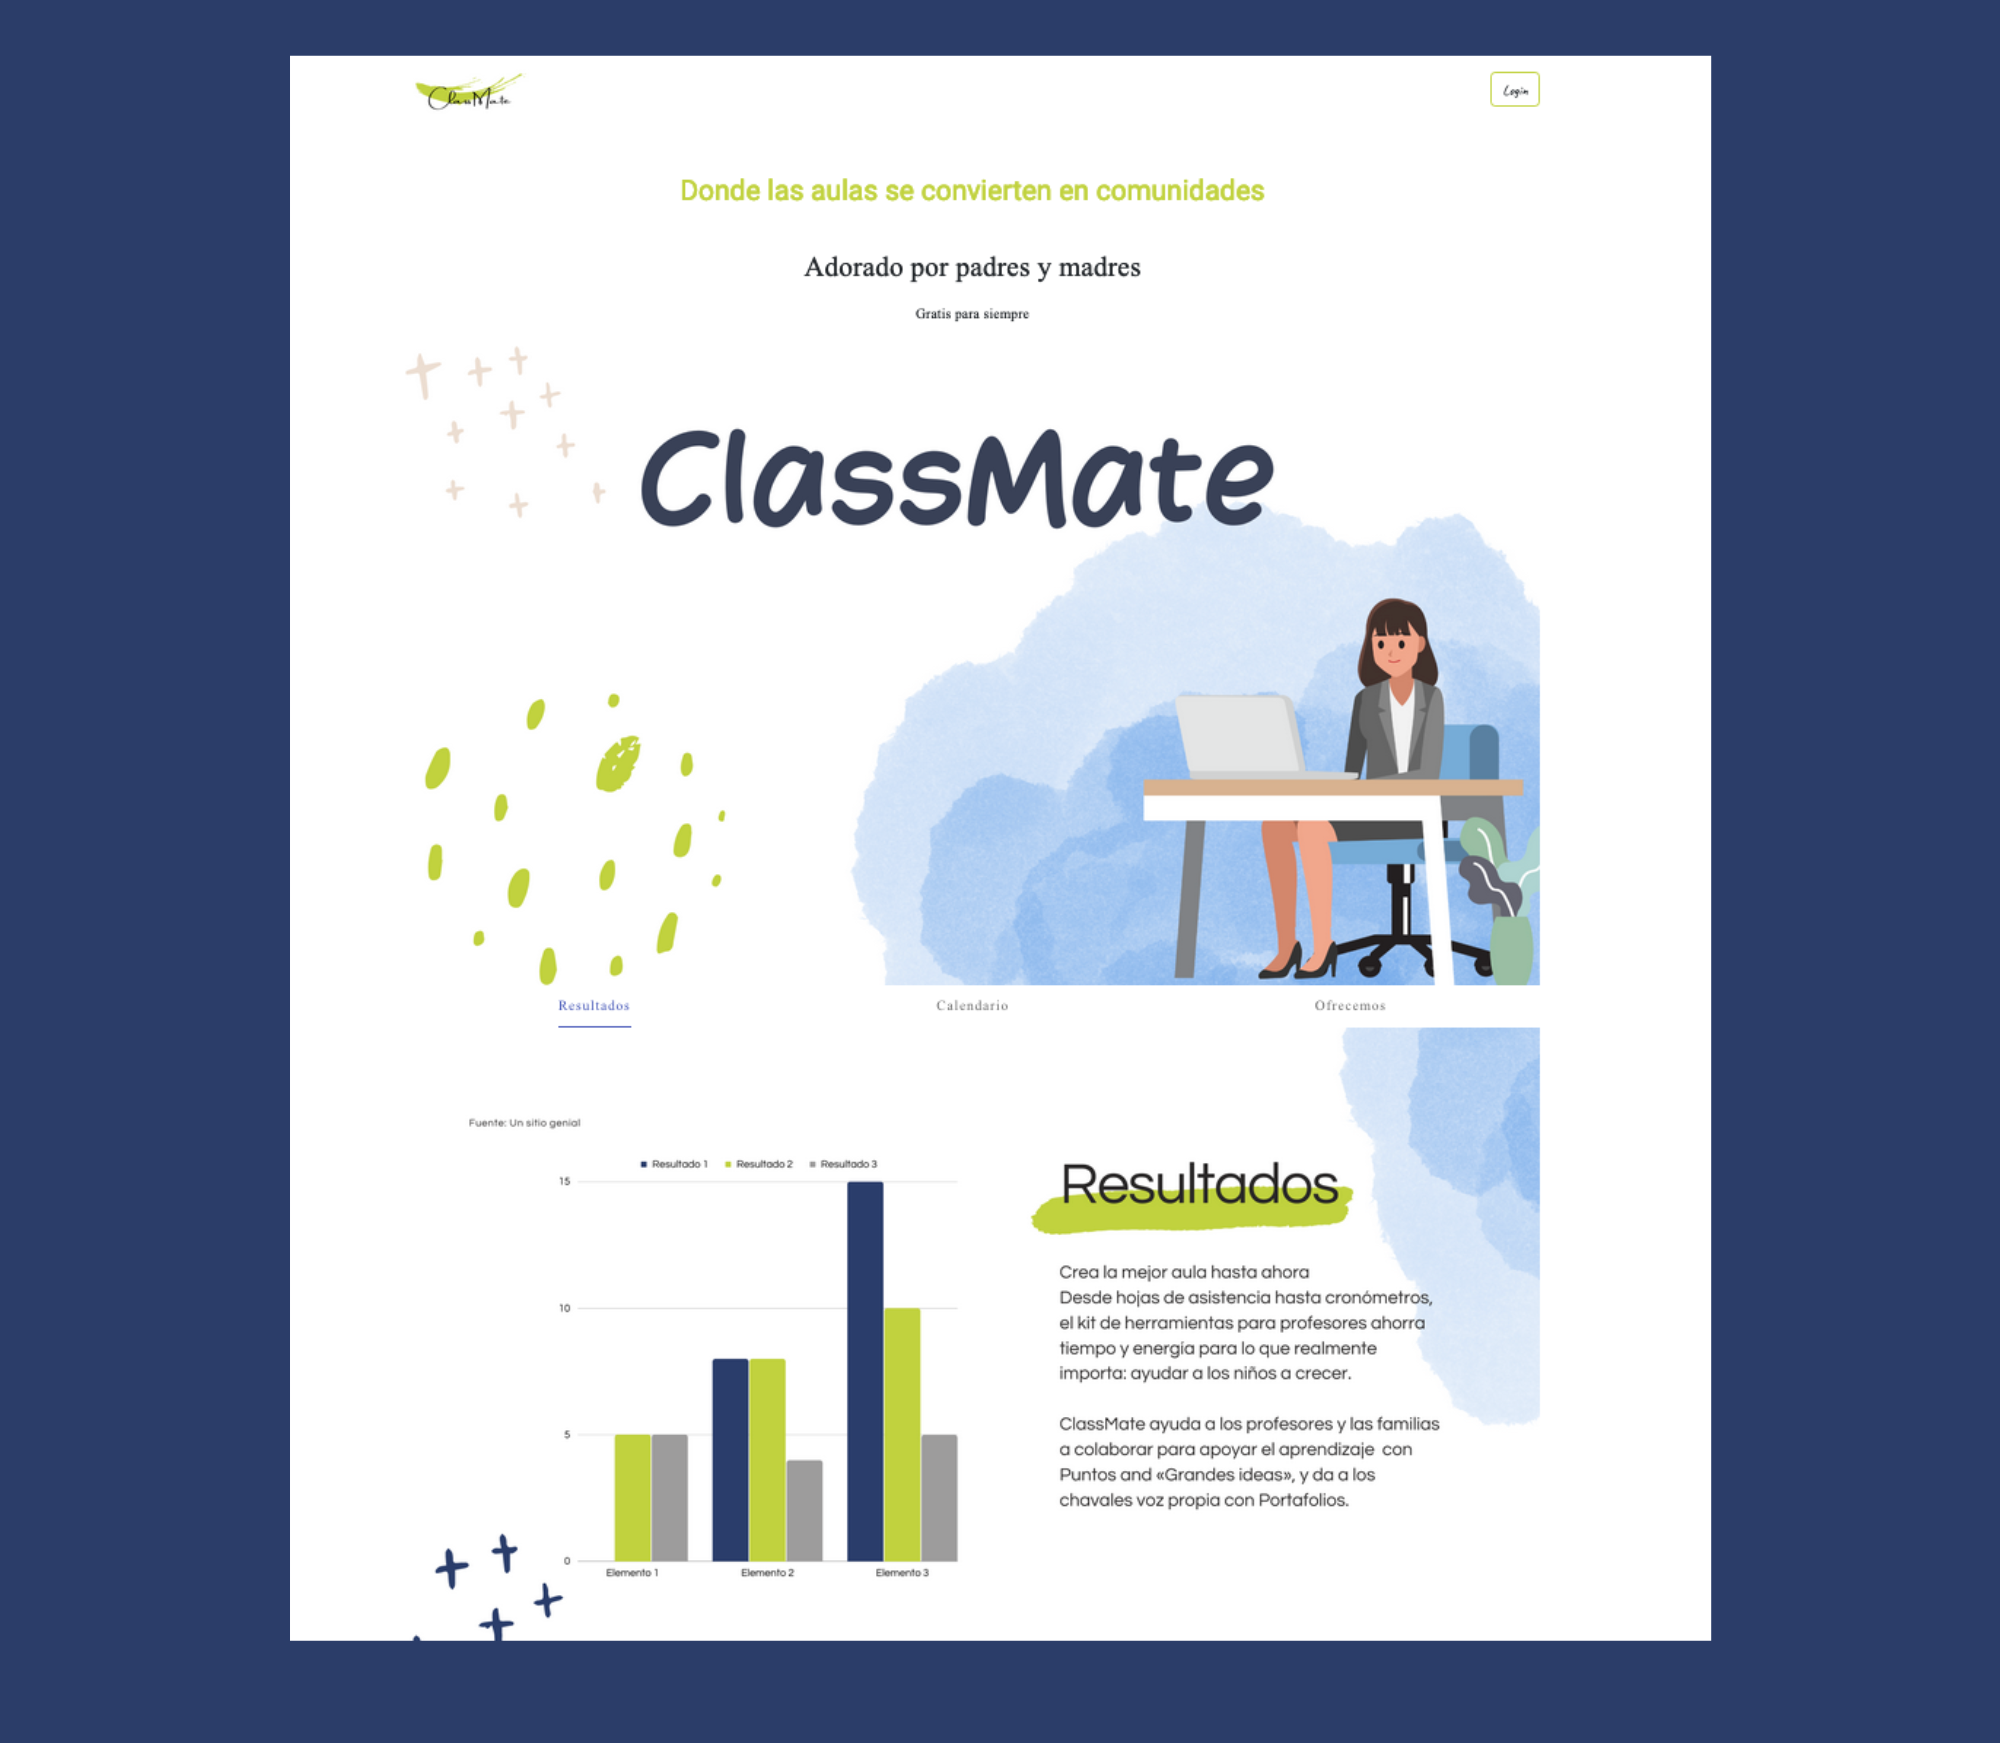 ClassMate
Login
Donde las aulas se convierten en comunidades
Adorado por padres y madres
Gratis para siempre
ClassMate
Resultados
Calendario
Ofrecemos
Fuente: Un sitio genial
Resultado 1 Resultado 2 Resultado 3
15
10
5
0
Elemento 1 Elemento 2 Elemento 3
Resultados
Crea la mejor aula hasta ahora
Desde hojas de asistencia hasta cronómetros,
el kit de herramientas para profesores ahorra
tiempo y energía para lo que realmente
importa: ayudar a los niños a crecer.
ClassMate ayuda a los profesores y las familias
a colaborar para apoyar el aprendizaje con
Puntos and «Grandes ideas», y da a los
chavales voz propia con Portafolios.